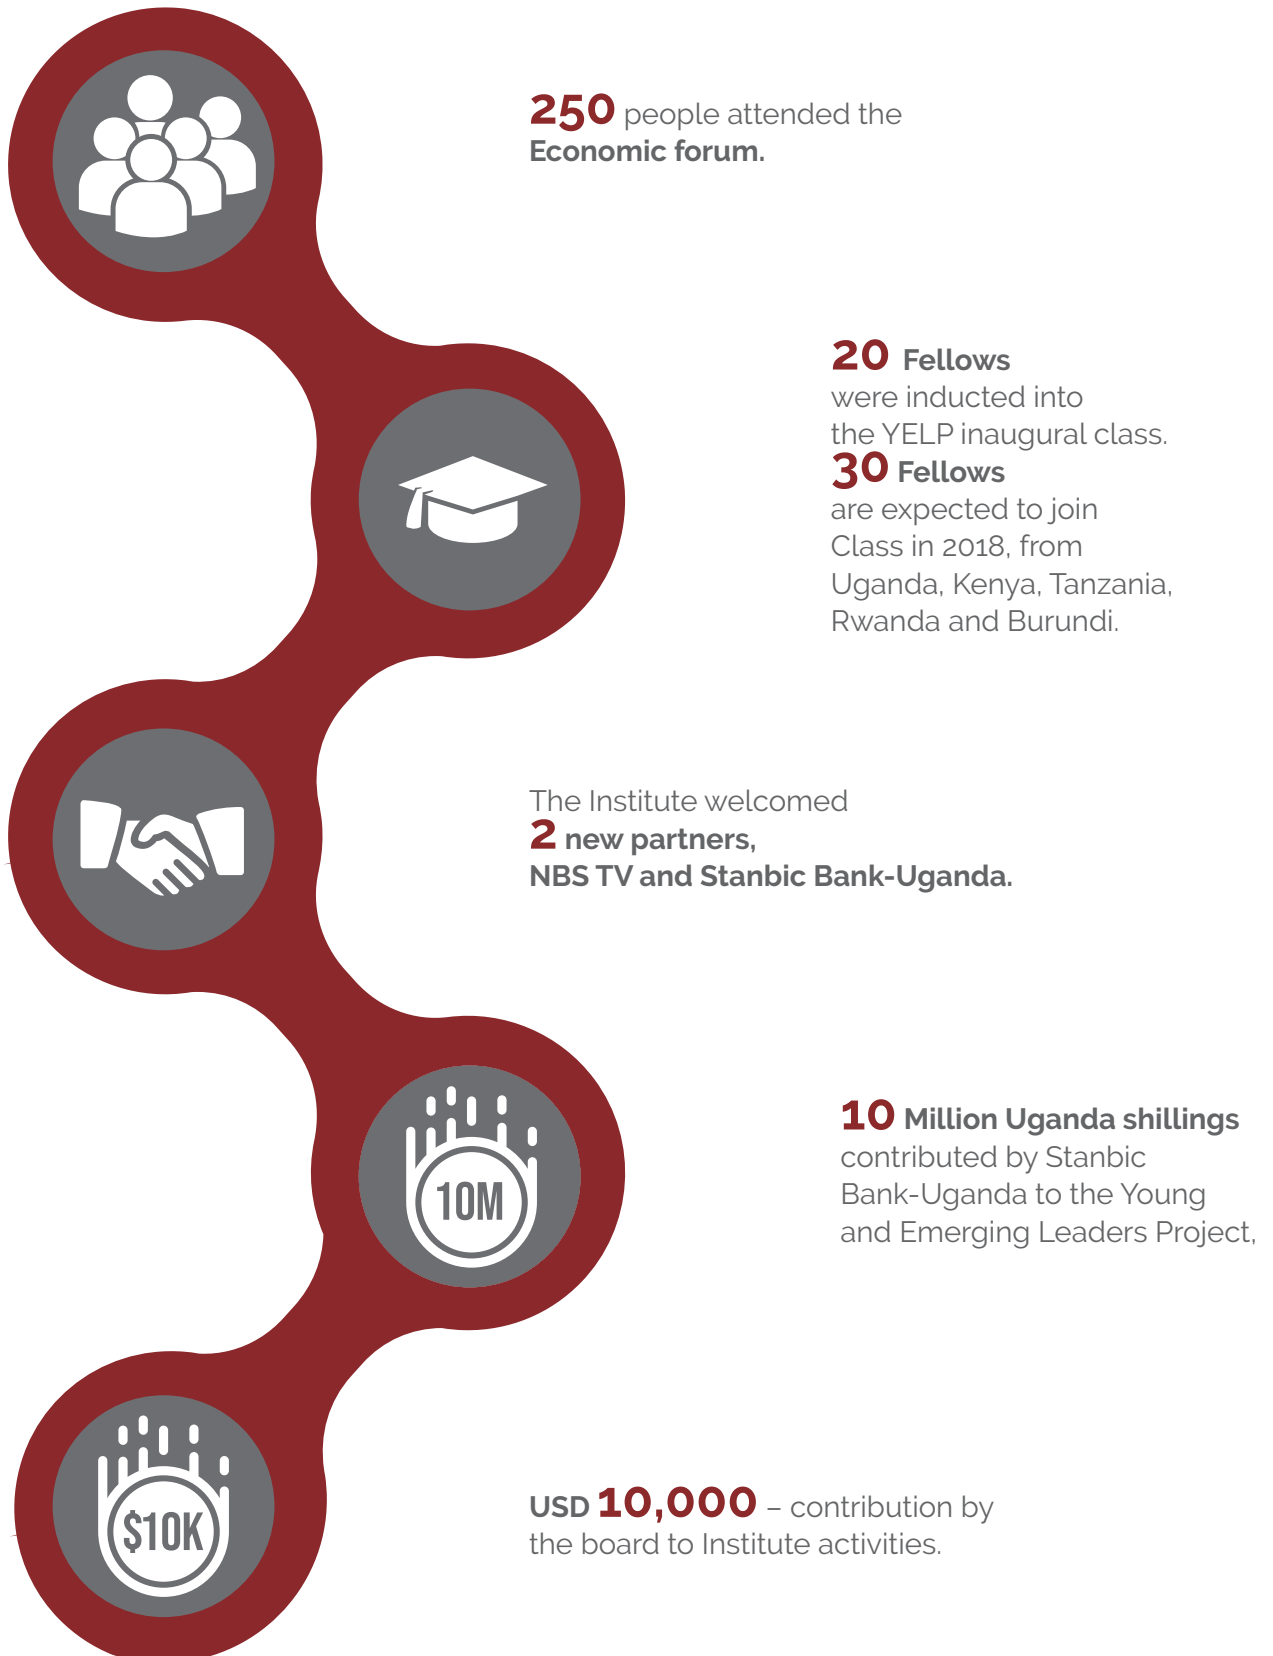 250 people attended the
Economic forum.
20 Fellows
were inducted into
the YELP inaugural class.
30 Fellows
are expected to join
Class in 2018, from
Uganda, Kenya, Tanzania,
Rwanda and Burundi.
The Institute welcomed
2 new partners,
NBS TV and Stanbic Bank-Uganda.
10M
10 Million Uganda shillings
contributed by Stanbic
Bank-Uganda to the Young
and Emerging Leaders Project,
$10K
USD 10,000 – contribution by
the board to Institute activities.